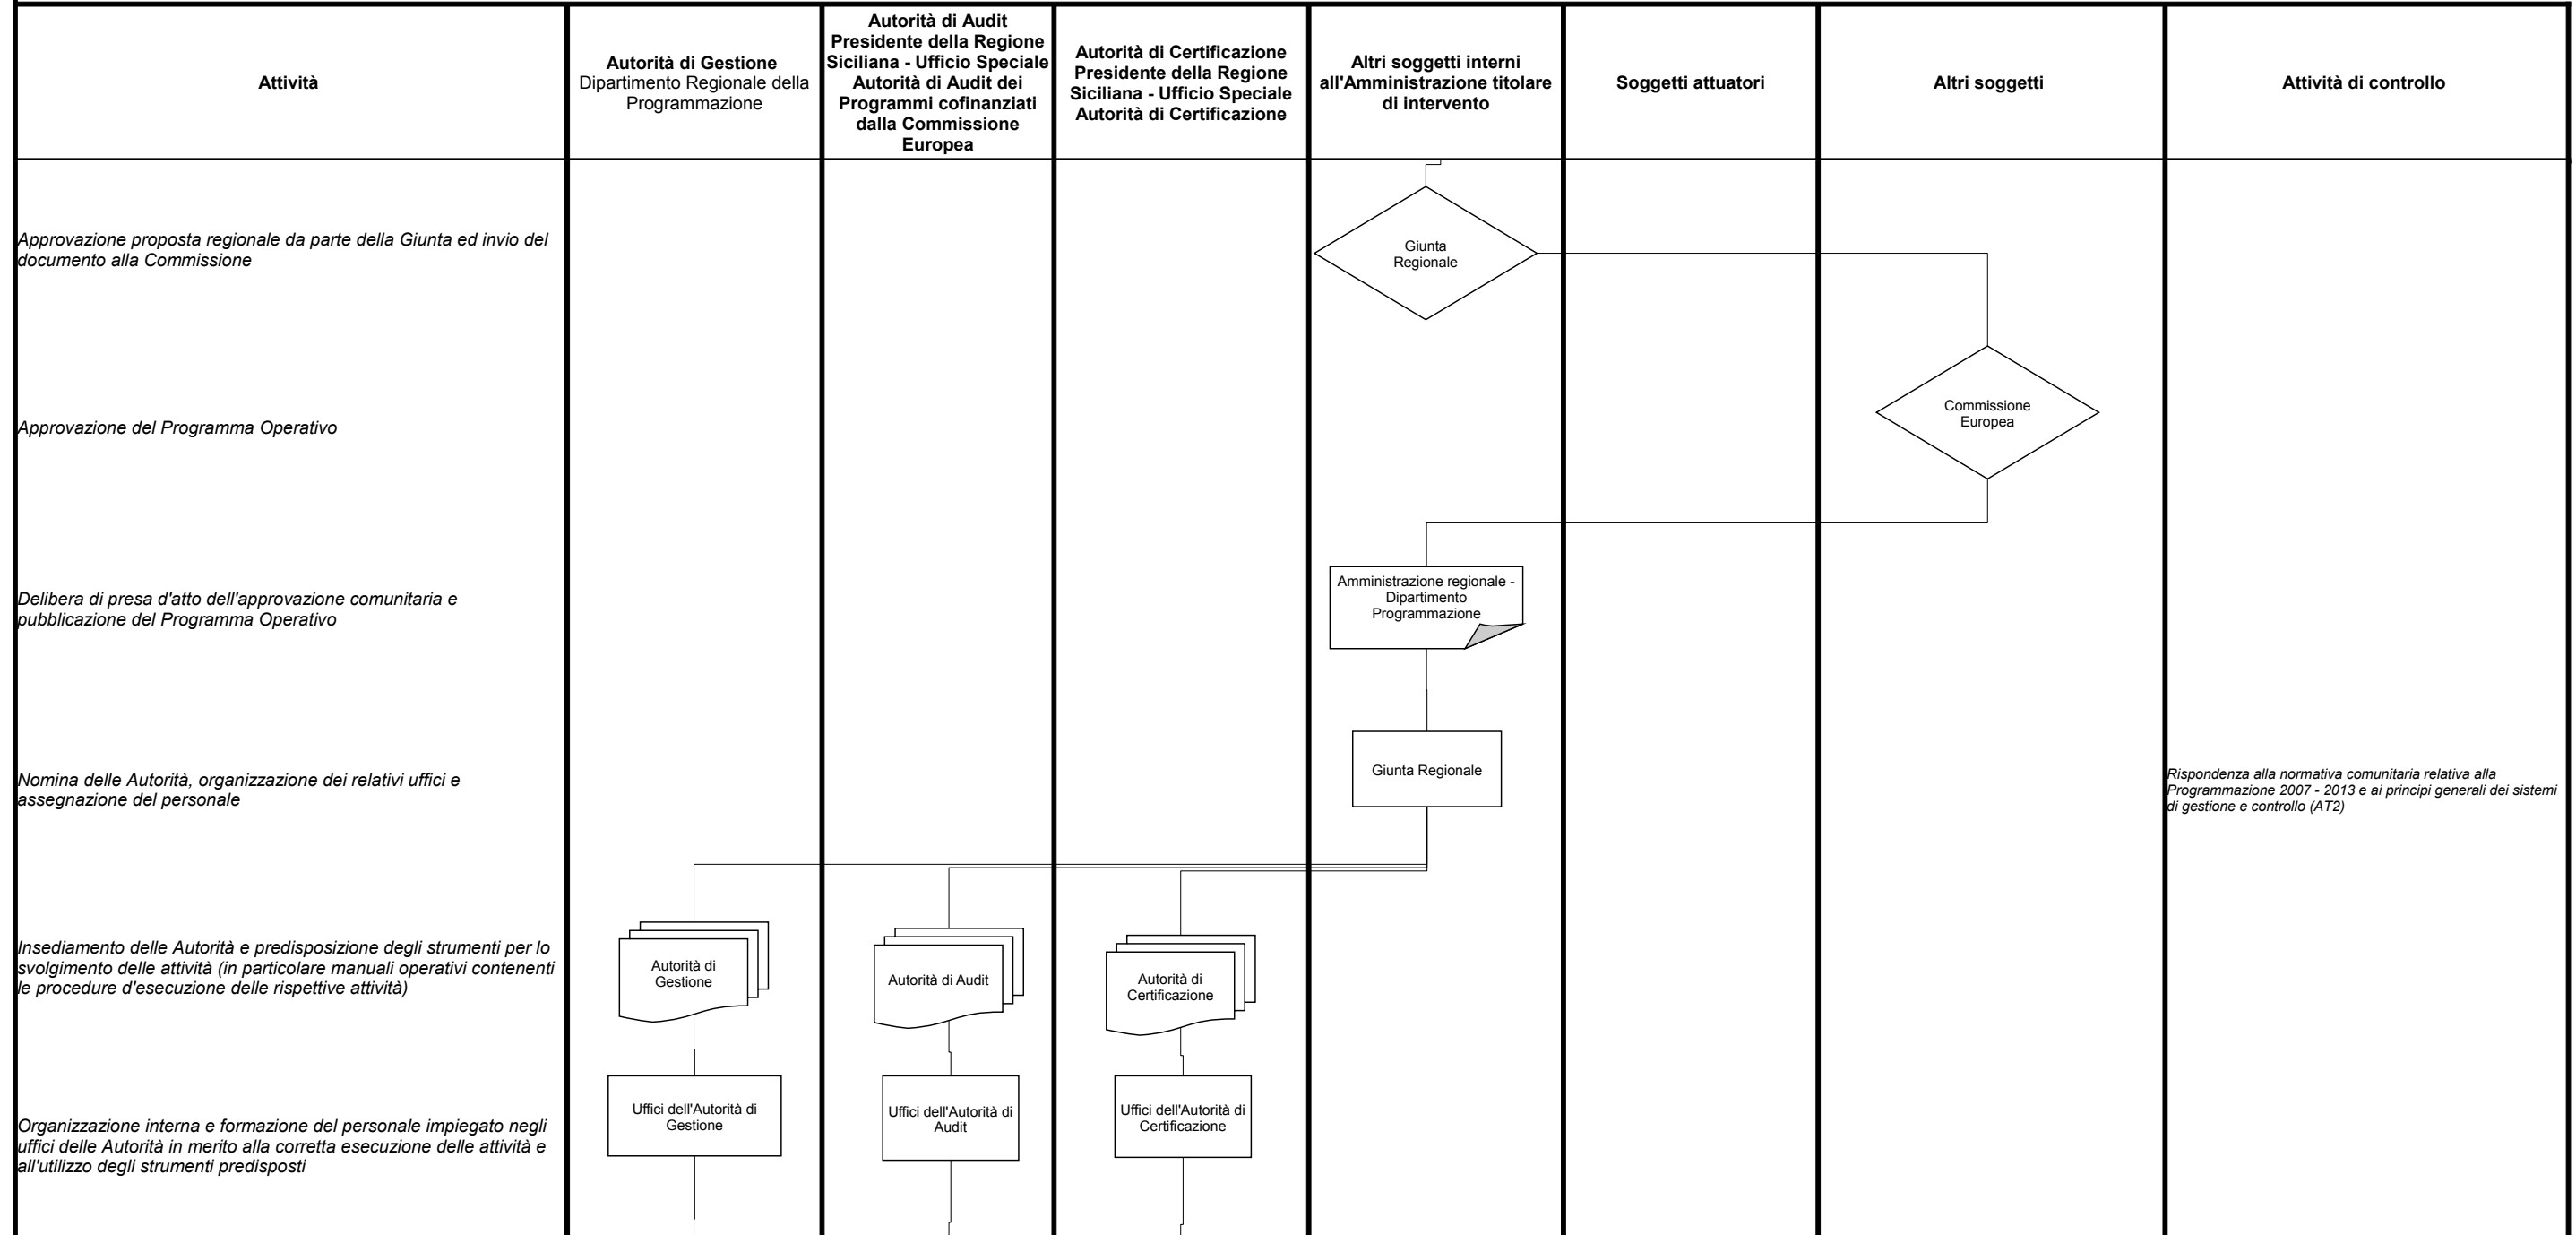 Attività
Autorità di Gestione
Dipartimento Regionale della
Programmazione
Autorità di Audit
Presidente della Regione
Siciliana - Ufficio Speciale
Autorità di Audit dei
Programmi cofinanziati
dalla Commissione
Europea
Autorità di Certificazione
Presidente della Regione
Siciliana - Ufficio Speciale
Autorità di Certificazione
Altri soggetti interni
all'Amministrazione titolare
di intervento
Soggetti attuatori
Altri soggetti
Attività di controllo
Approvazione proposta regionale da parte della Giunta ed invio del
documento alla Commissione
Giunta
Regionale
Approvazione del Programma Operativo
Commissione
Europea
Delibera di presa d'atto dell'approvazione comunitaria e
pubblicazione del Programma Operativo
Amministrazione regionale -
Dipartimento
Programmazione
Nomina delle Autorità, organizzazione dei relativi uffici e
assegnazione del personale
Giunta Regionale
Rispondenza alla normativa comunitaria relativa alla
Programmazione 2007 - 2013 e ai principi generali dei sistemi
di gestione e controllo (AT2)
Insediamento delle Autorità e predisposizione degli strumenti per lo
svolgimento delle attività (in particolare manuali operativi contenenti
le procedure d'esecuzione delle rispettive attività)
Autorità di
Gestione
Autorità di Audit
Autorità di
Certificazione
Organizzazione interna e formazione del personale impiegato negli
uffici delle Autorità in merito alla corretta esecuzione delle attività e
all'utilizzo degli strumenti predisposti
Uffici dell'Autorità di
Gestione
Uffici dell'Autorità di
Audit
Uffici dell'Autorità di
Certificazione